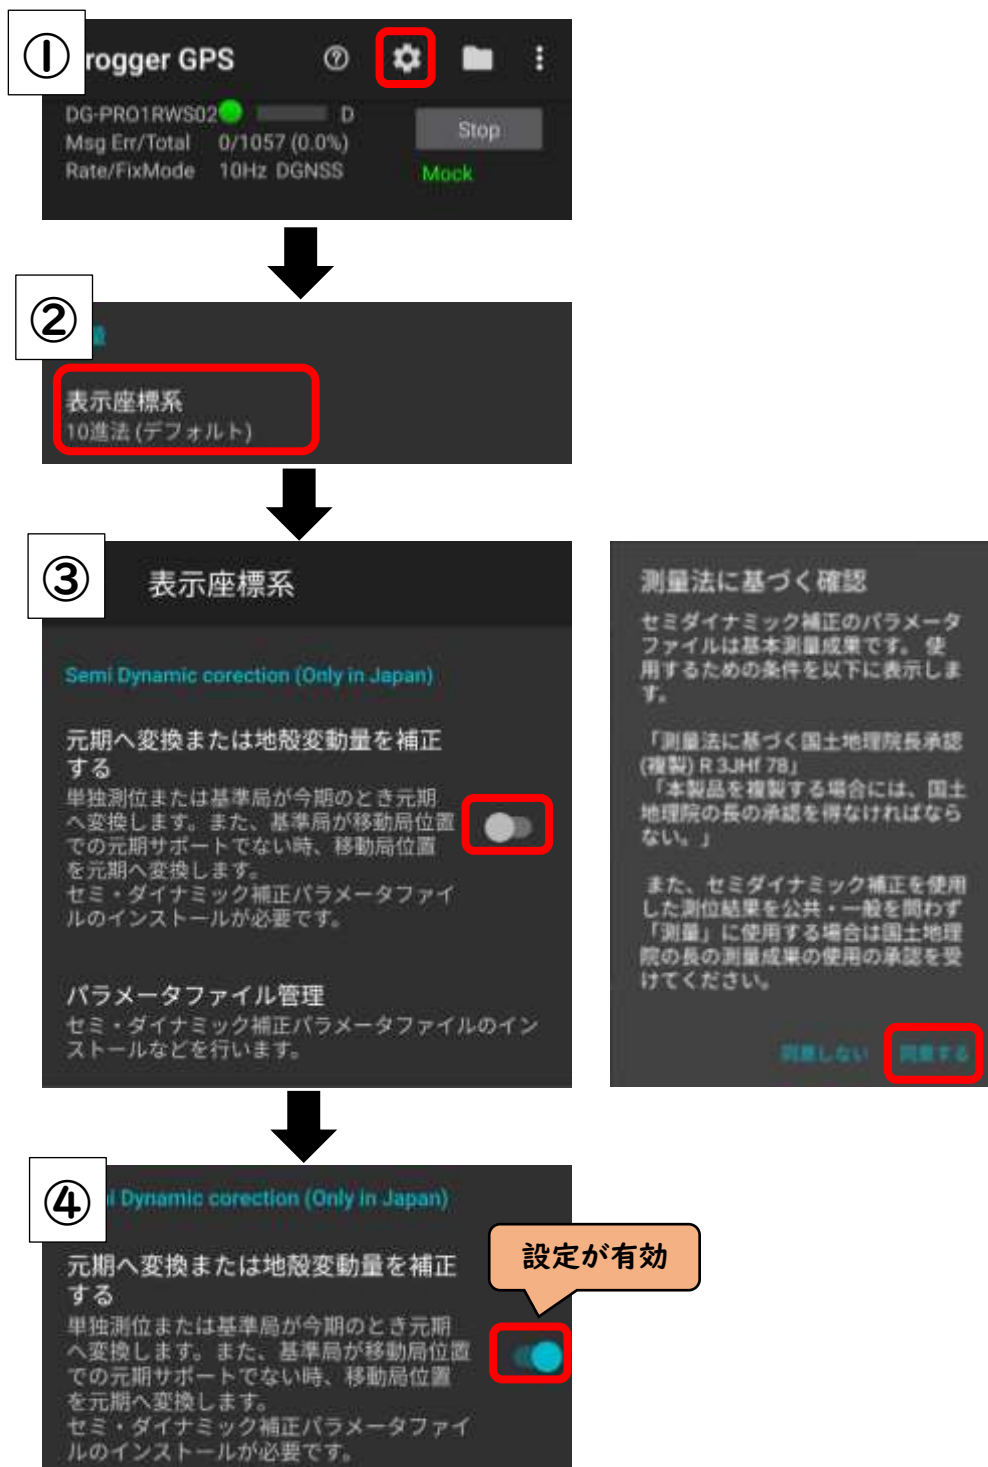 ①
rogger GPS
DG-PRO1RWS02 D
Msg Err/Total 0/1057 (0.0%)
Rate/FixMode 10Hz DGNSS
Stop
Mock
②
量
表示座標系
10進法 (デフォルト)
③
表示座標系
Semi Dynamic corection (Only in Japan)
元期へ変換または地殻変動量を補正
する
単独測位または基準局が今期のとき元期
へ変換します。また、基準局が移動局位置
での元期サポートでない時、移動局位置
を元期へ変換します。
セミ・ダイナミック補正パラメータファイ
ルのインストールが必要です。
パラメータファイル管理
セミ・ダイナミック補正パラメータファイルのイン
ストールなどを行います。
測量法に基づく確認
セミダイナミック補正のパラメータ
ファイルは基本測量成果です。 使
用するための条件を以下に表示しま
す。
「測量法に基づく国土地理院長承認
(複製) R 3JHf 78」
「本製品を複製する場合には、国土
地理院の長の承認を得なければなら
ない。」
また、セミダイナミック補正を使用
した測位結果を公共・一般を問わず
「測量」に使用する場合は国土地理
院の長の測量成果の使用の承認を受
けてください。
同意しない 同意する
④
i Dynamic corection (Only in Japan)
設定が有効
元期へ変換または地殻変動量を補正
する
単独測位または基準局が今期のとき元期
へ変換します。また、基準局が移動局位置
での元期サポートでない時、移動局位置
を元期へ変換します。
セミ・ダイナミック補正パラメータファイ
ルのインストールが必要です。